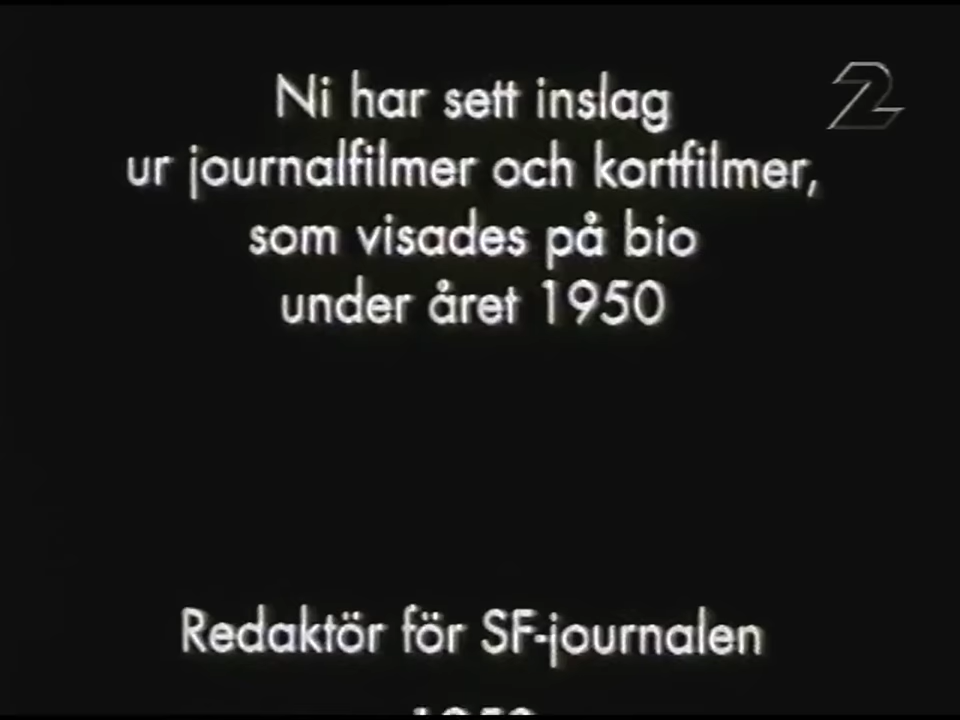 Ni har sett inslag
2
ur journalfilmer och kortfilmer,
som visades på bio
under året 1950
Redaktör för SF-journalen